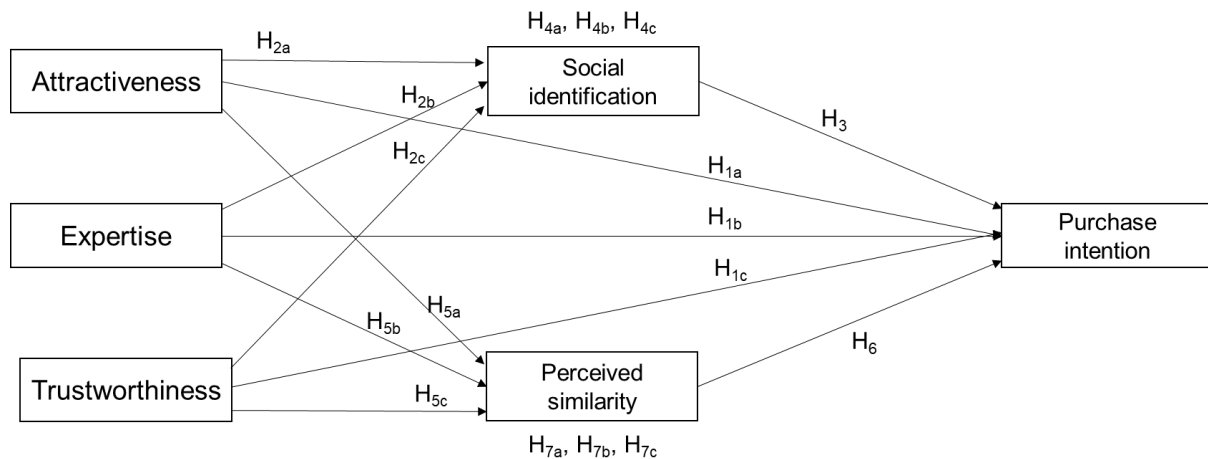 H4a, H4b, H4c
H2a
Attractiveness
Social
identification
H2b
H3
H2c
H1a
Expertise
H1b
Purchase
intention
H1c
H5a
H5b
H6
Trustworthiness
Perceived
similarity
H5c
H7a, H7b, H7c